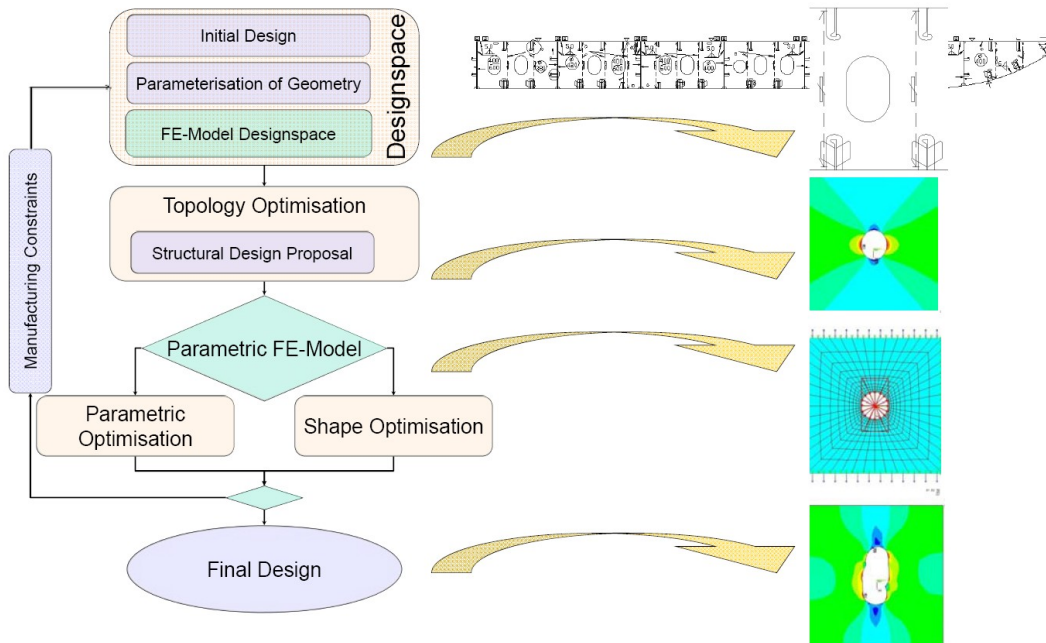 Initial Design
Parameterisation of Geometry
FE-Model Designspace
Designspace
Topology Optimisation
Structural Design Proposal
Manufacturing Constraints
Parametric FE-Model
Parametric
Optimisation
Shape Optimisation
Final Design